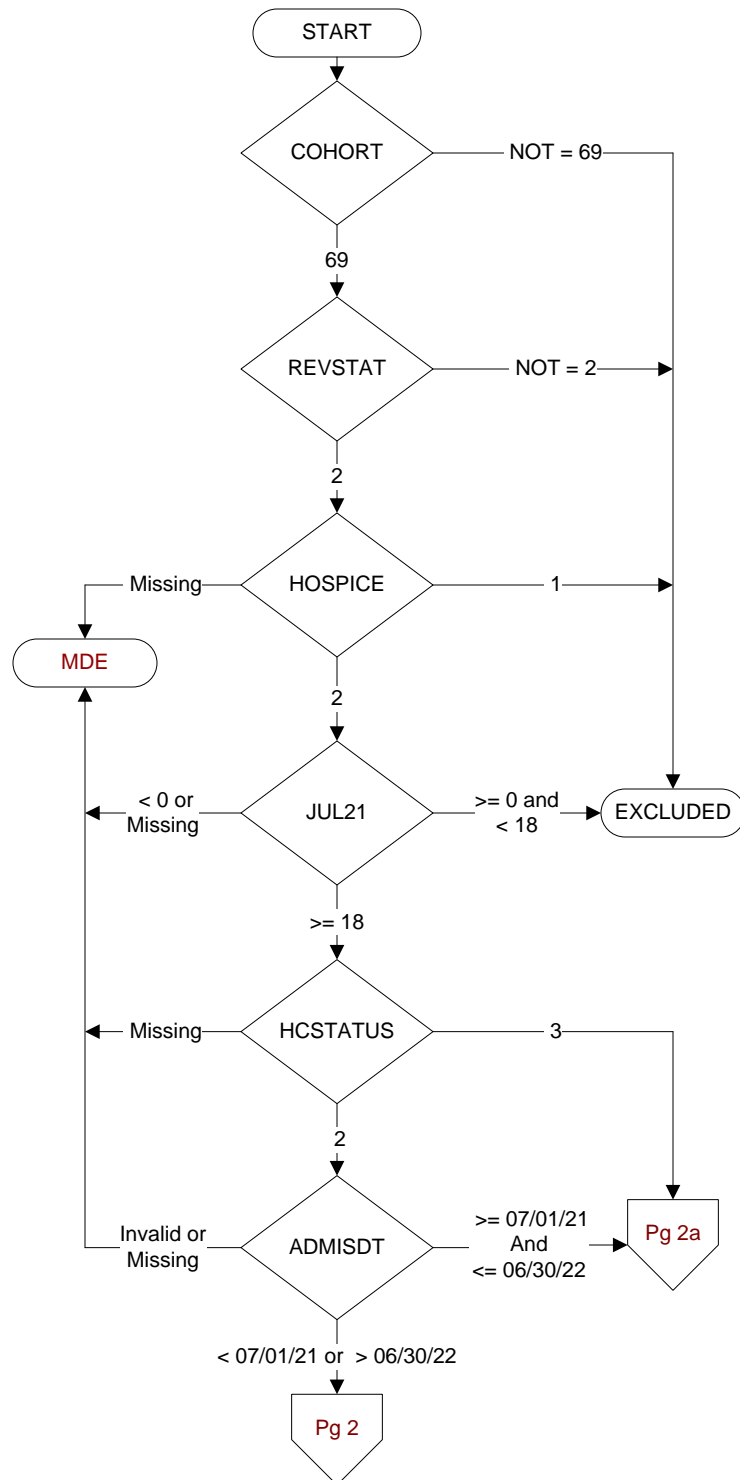 START
COHORT
NOT = 69
69
REVSTAT
NOT = 2
2
Missing
HOSPICE
1
MDE
2
< 0 or
Missing
JUL21
>= 0 and
< 18
EXCLUDED
>= 18
Missing
HCSTATUS
3
2
Invalid or
Missing
ADMISDT
>= 07/01/21
And
<= 06/30/22
Pg 2a
< 07/01/21 or  > 06/30/22
Pg 2